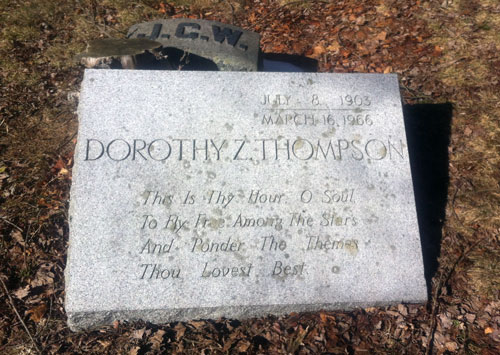 J.C.W.
JULY 8 1903
MARCH 16, 1986
DOROTHY Z. THOMPSON
This Is Thy Hour, O Soul
To Fly Free Among The Stars
And Ponder The Themes
Thou Lovest Best